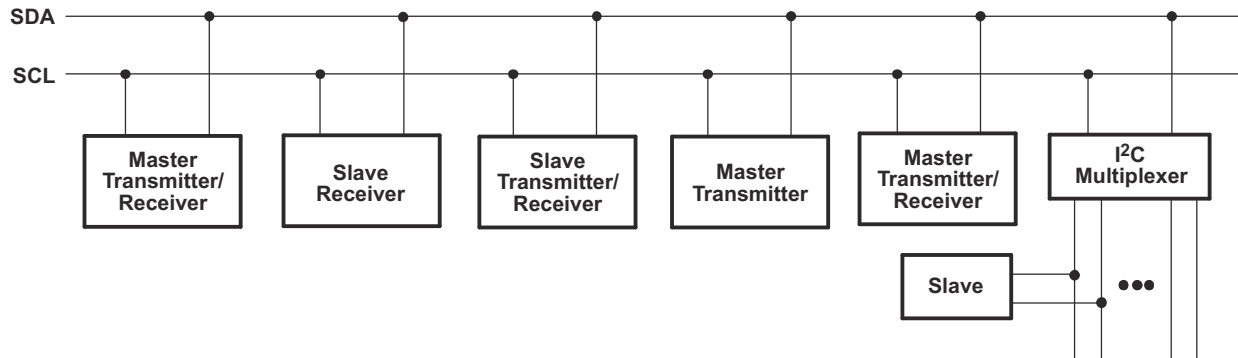 SDA
SCL
Master
Transmitter/
Receiver
Slave
Receiver
Slave
Transmitter/
Receiver
Master
Transmitter
Master
Transmitter/
Receiver
I²C
Multiplexer
Slave